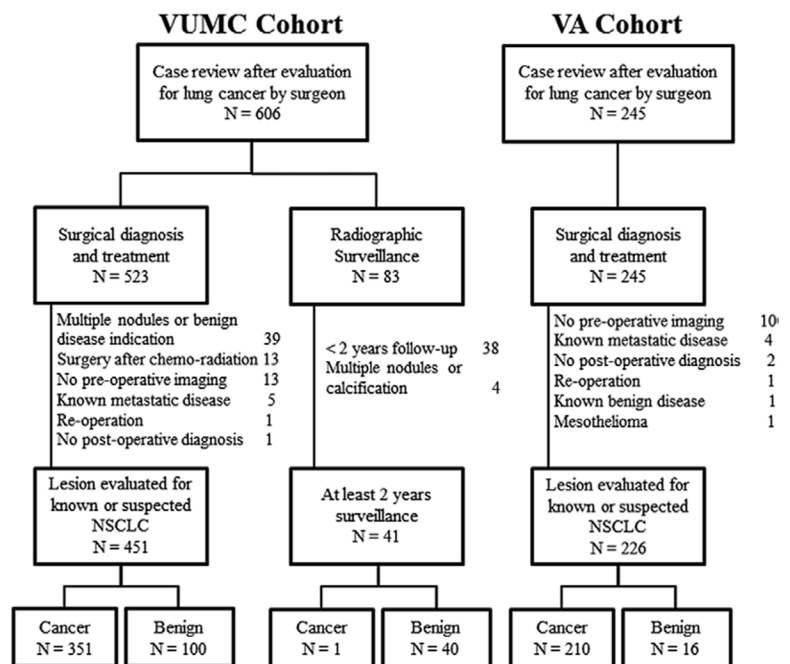 VUMC Cohort
Case review after evaluation
for lung cancer by surgeon
N = 606
Surgical diagnosis
and treatment
N = 523
Radiographic
Surveillance
N = 83
Multiple nodules or benign
disease indication 39
Surgery after chemo-radiation 13
No pre-operative imaging 13
Known metastatic disease 5
Re-operation 1
No post-operative diagnosis 1
< 2 years follow-up 38
Multiple nodules or
calcification 4
Lesion evaluated for
known or suspected
NSCLC
N = 451
At least 2 years
surveillance
N = 41
Cancer
N = 351
Benign
N = 100
Cancer
N = 1
Benign
N = 40
VA Cohort
Case review after evaluation
for lung cancer by surgeon
N = 245
Surgical diagnosis
and treatment
N = 245
No pre-operative imaging 10
Known metastatic disease 4
No post-operative diagnosis 2
Re-operation 1
Known benign disease 1
Mesothelioma 1
Lesion evaluated for
known or suspected
NSCLC
N = 226
Cancer
N = 210
Benign
N = 16